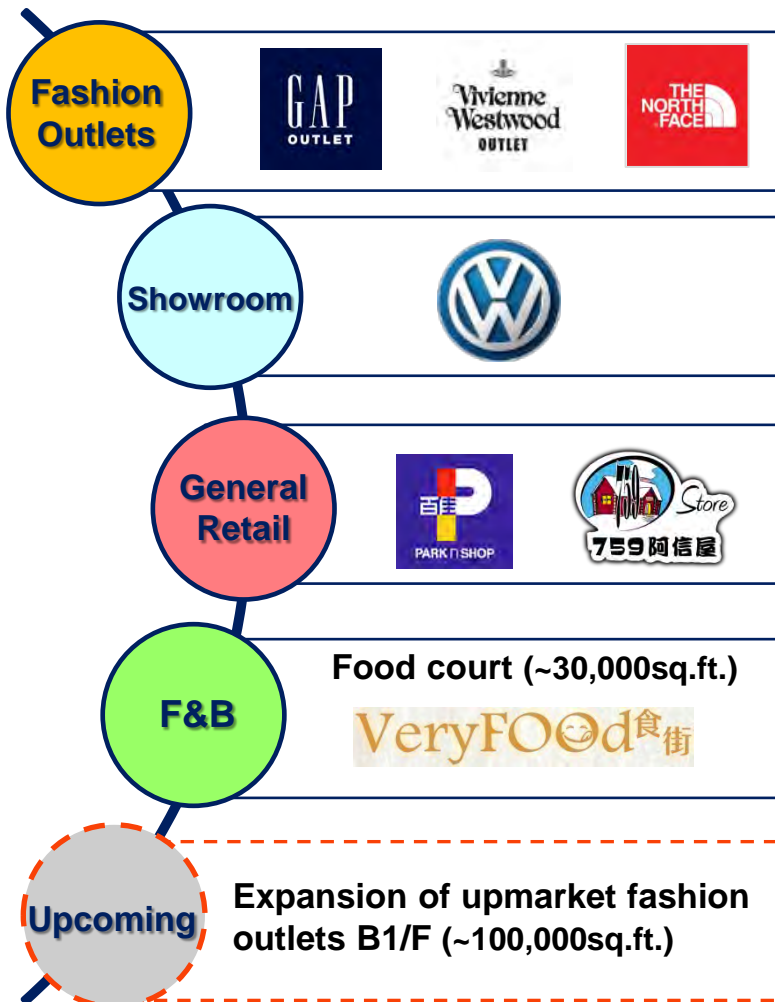 Fashion
Outlets
GAP
OUTLET
Vivienne
Westwood
OUTLET
THE
NORTH
FACE
Showroom
VW
General
Retail
百佳
P
PARKNSHOP
759
Store
759阿信屋
F&B
Food court (~30,000sq.ft.)
VeryFOOd食街
Upcoming
Expansion of upmarket fashion
outlets B1/F (~100,000sq.ft.)